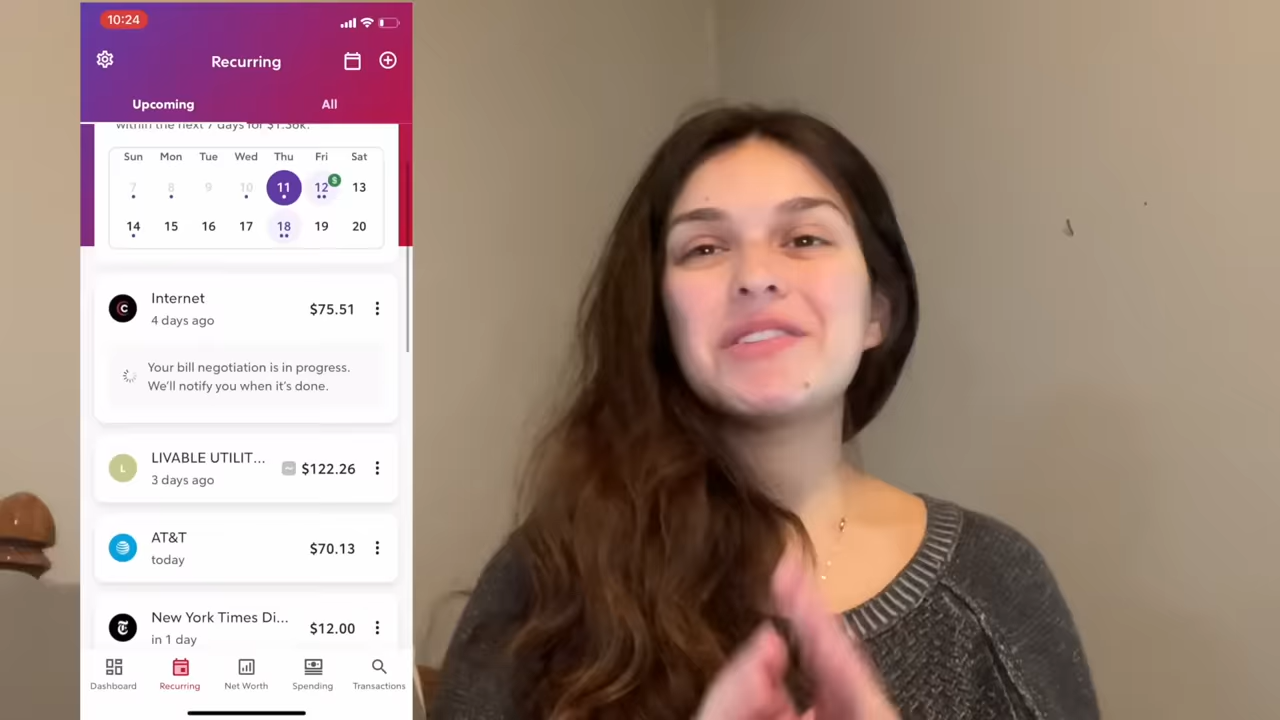 10:24
Recurring
Upcoming All
within the next 7 days for $1.36k.
Sun Mon Tue Wed Thu Fri Sat
7 8 9 10 11 12 $ 13
14 15 16 17 18 19 20
C
Internet
4 days ago
$75.51
Your bill negotiation is in progress.
We'll notify you when it's done.
L
LIVABLE UTILIT...
3 days ago
~ $122.26
AT&T
today
$70.13
T
New York Times Di...
in 1 day
$12.00
Dashboard Recurring Net Worth Spending Transactions